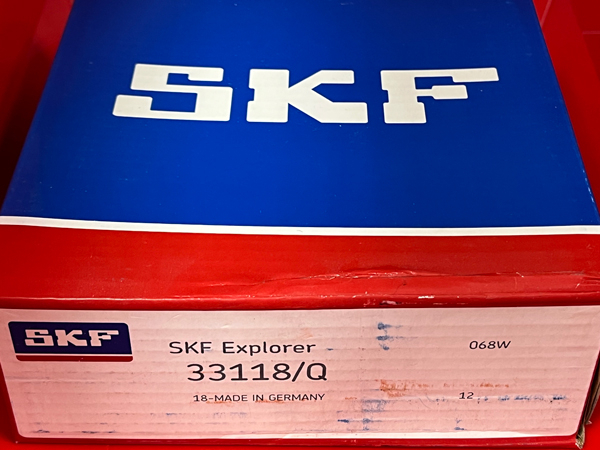 SKF
SKF
SKF Explorer
068W
33118/Q
18-MADE IN GERMANY
12